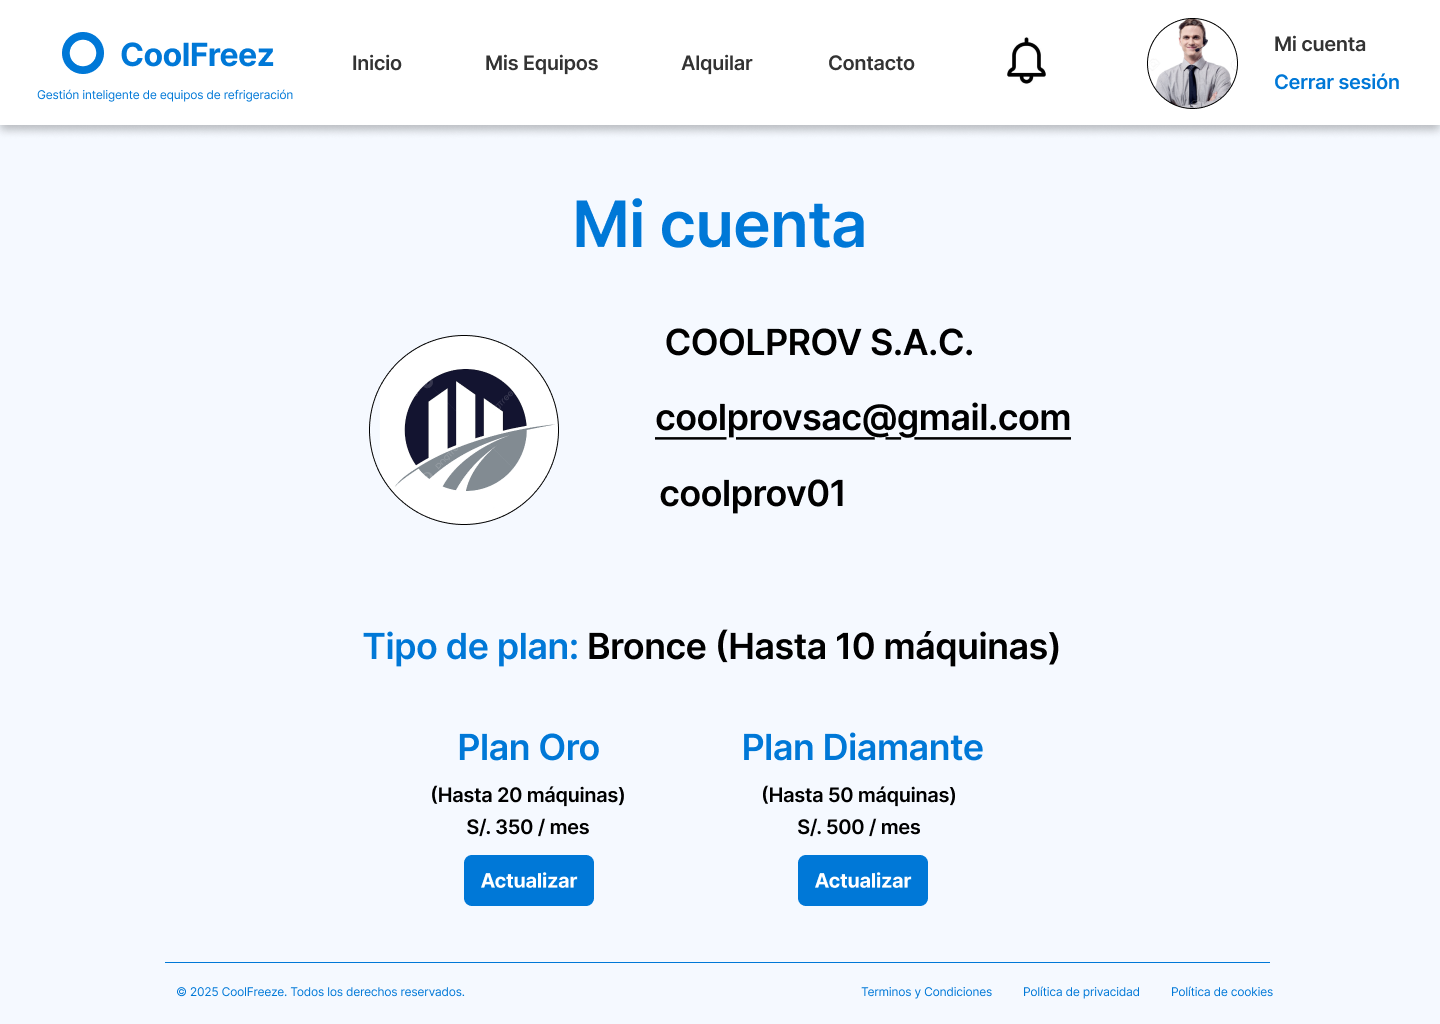 CoolFreez
Gestión inteligente de equipos de refrigeración
Inicio
Mis Equipos
Alquilar
Contacto
Mi cuenta
Cerrar sesión
Mi cuenta
COOLPROV S.A.C.
coolprovsac@gmail.com
coolprov01
Tipo de plan: Bronce (Hasta 10 máquinas)
Plan Oro
(Hasta 20 máquinas)
S/. 350 / mes
Actualizar
Plan Diamante
(Hasta 50 máquinas)
S/. 500 / mes
Actualizar
© 2025 CoolFreeze. Todos los derechos reservados.
Terminos y Condiciones
Política de privacidad
Política de cookies